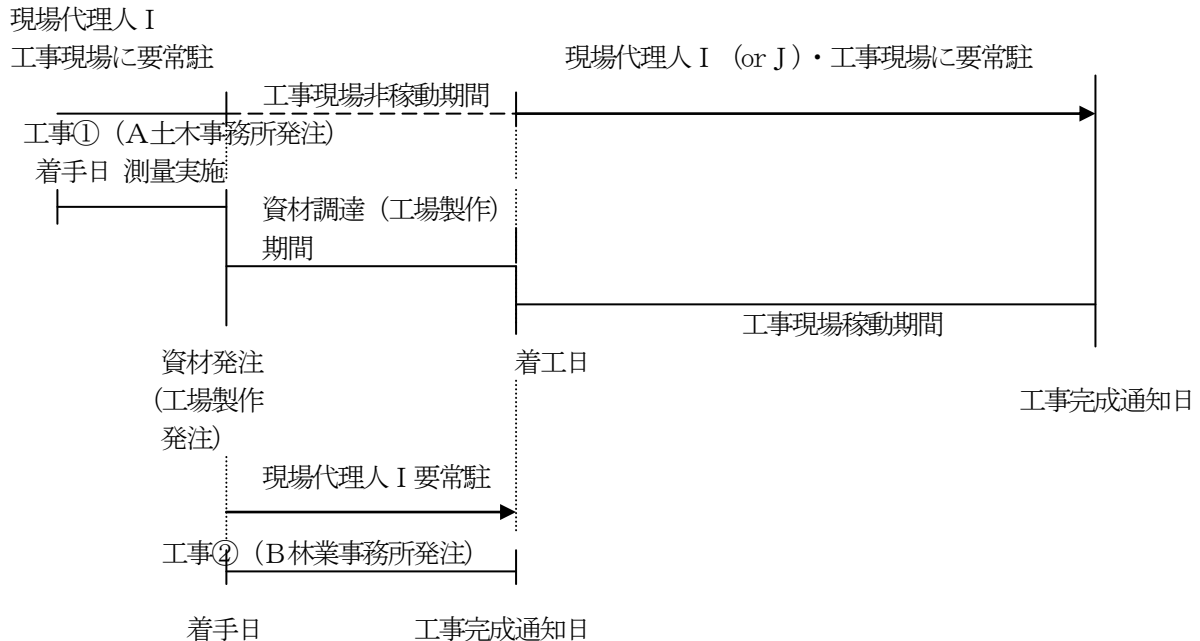 現場代理人Ⅰ
工事現場に要常駐
現場代理人Ⅰ（or J）・工事現場に要常駐
工事現場非稼動期間
工事①（A土木事務所発注）
着手日 測量実施
資材調達（工場製作）
期間
工事現場稼動期間
資材発注
(工場製作
発注)
着工日
工事完成通知日
現場代理人Ⅰ要常駐
工事②（B林業事務所発注）
着手日
工事完成通知日